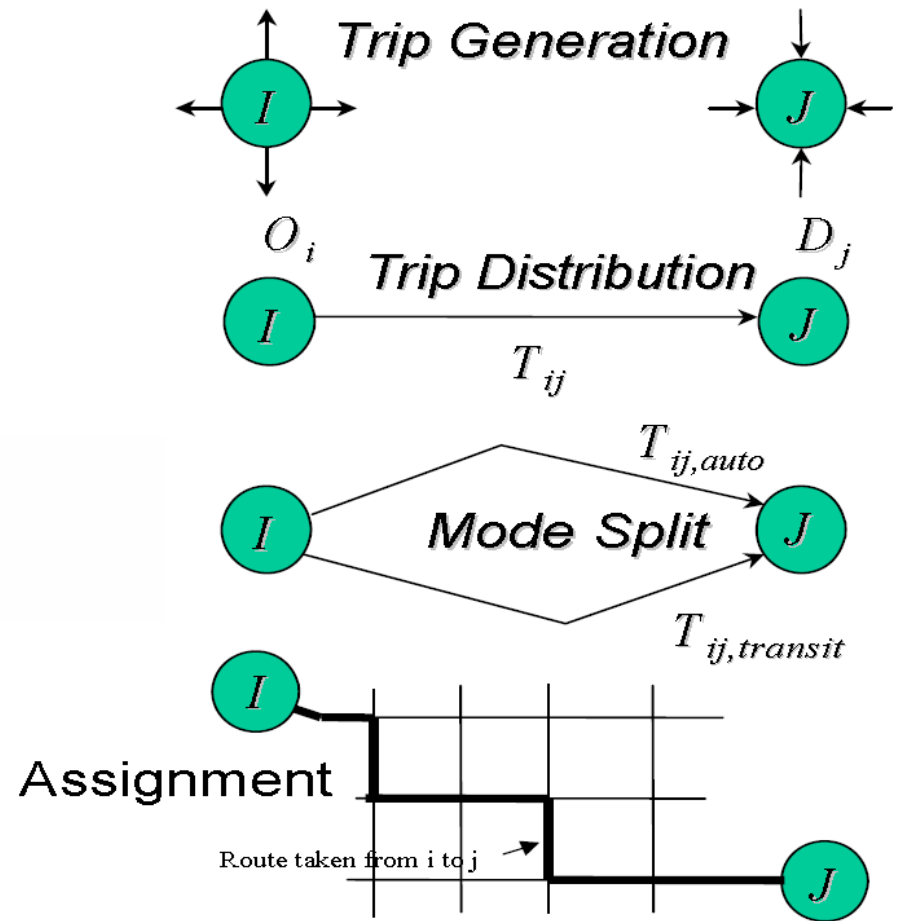 Trip Generation
I J
O i D j
Trip Distribution
I J
T ij
T ij,auto
I Mode Split J
T ij,transit
I
Assignment
Route taken from i to j
J